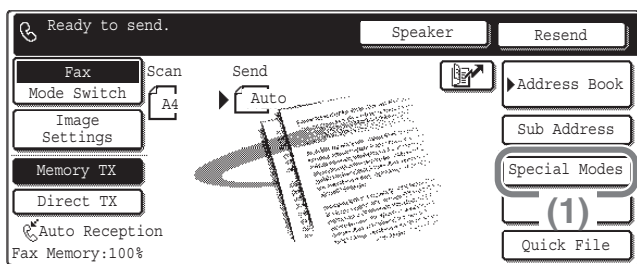 Ready to send.
Speaker
Resend
Fax
Mode Switch
Scan
A4
Send
Auto
Address Book
Image
Settings
Sub Address
Memory TX
Special Modes
Direct TX
(1)
Auto Reception
Fax Memory:100%
Quick File